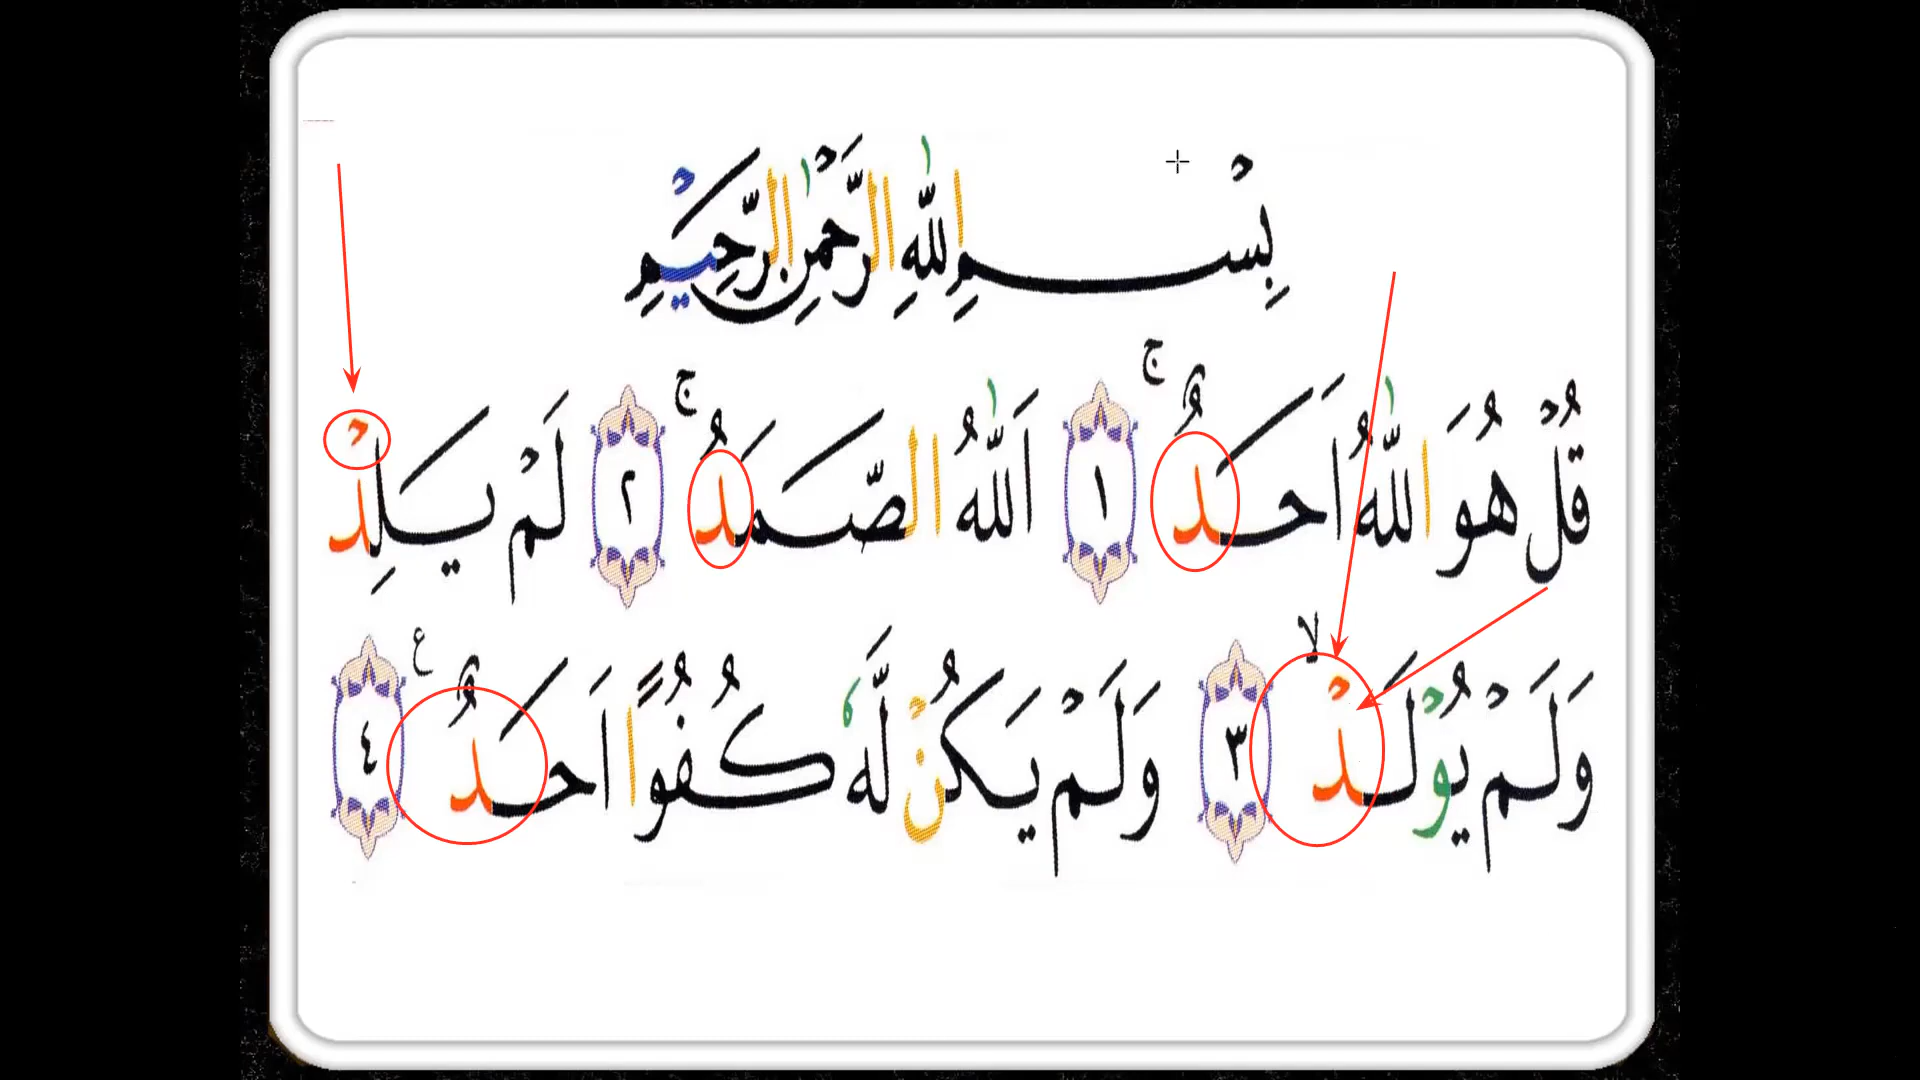 بِسْمِ اللّٰهِ الرَّحْمٰنِ الرَّحِيْمِ
قُلْ هُوَ اللّٰهُ اَحَدٌ ۚ ١ اَللّٰهُ الصَّمَدُ ۚ ٢ لَمْ يَلِدْ
وَلَمْ يُوْلَدْ ۙ ٣ وَلَمْ يَكُنْ لَّهٗ كُفُوًا اَحَدٌ ع ٤